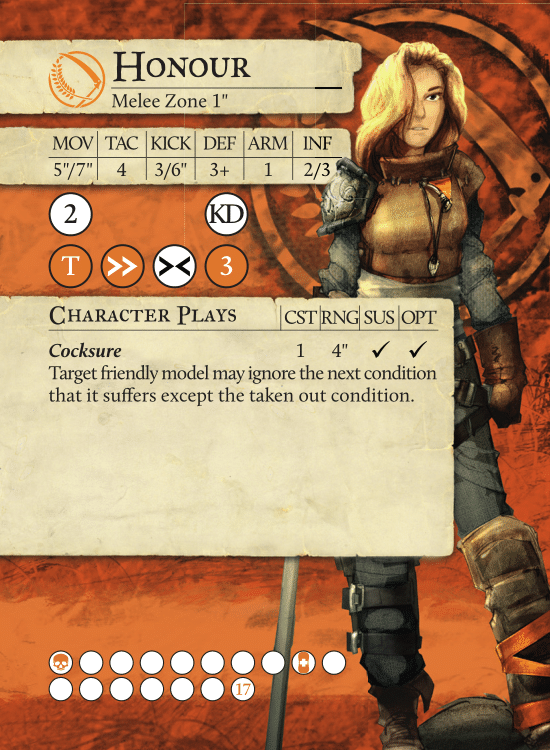 Honour
Melee Zone 1"
MOV TAC KICK DEF ARM INF
5"/7" 4 3/6" 3+ 1 2/3
2 KD
T >> >< 3
Character Plays CST RNG SUS OPT
Cocksure 1 4" ✓ ✓
Target friendly model may ignore the next condition
that it suffers except the taken out condition.
17